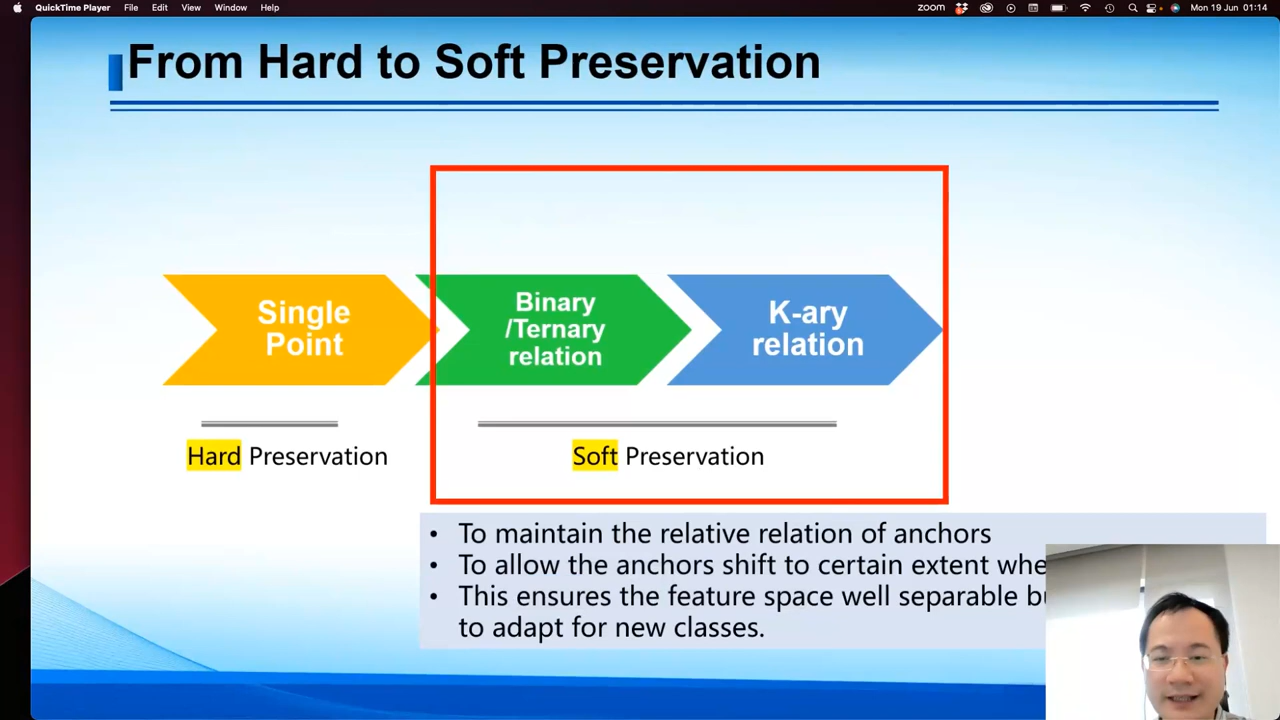 QuickTime Player File Edit View Window Help zoom Mon 19 Jun 01:14
From Hard to Soft Preservation
Single
Point
Binary
/Ternary
relation
K-ary
relation
Hard Preservation
Soft Preservation
• To maintain the relative relation of anchors
• To allow the anchors shift to certain extent
• This ensures the feature space well separable
to adapt for new classes.